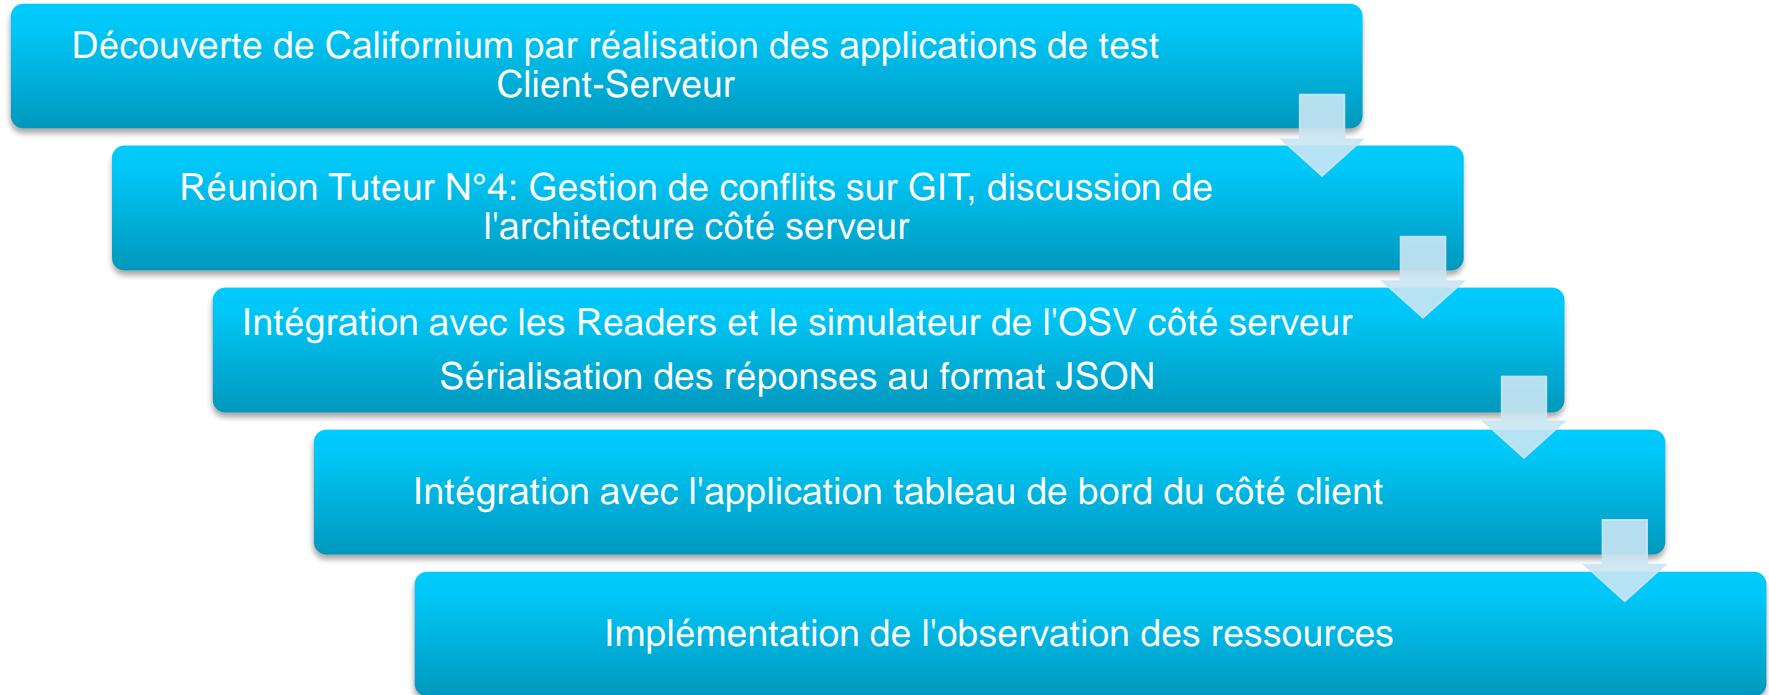 Découverte de Californium par réalisation des applications de test
Client-Serveur
Réunion Tuteur N°4: Gestion de conflits sur GIT, discussion de
l'architecture côté serveur
Intégration avec les Readers et le simulateur de l'OSV côté serveur
Sérialisation des réponses au format JSON
Intégration avec l'application tableau de bord du côté client
Implémentation de l'observation des ressources